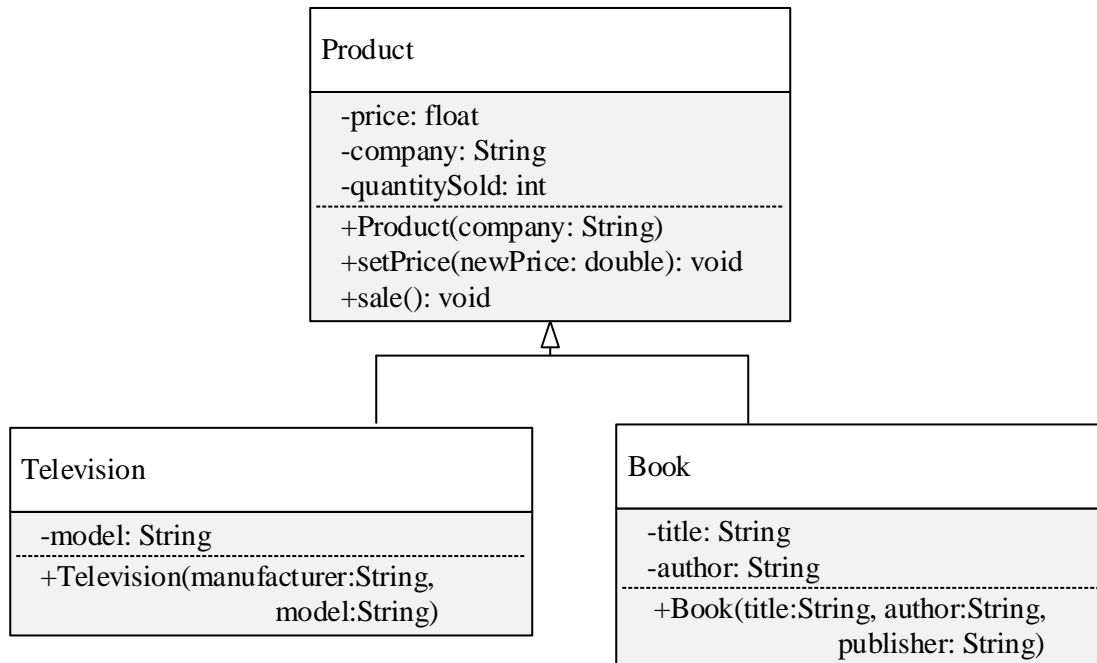 Product
-price: float
-company: String
-quantitySold: int
+Product(company: String)
+setPrice(newPrice: double): void
+sale(): void
Television
-model: String
+Television(manufacturer:String,
model:String)
Book
-title: String
-author: String
+Book(title:String, author:String,
publisher: String)